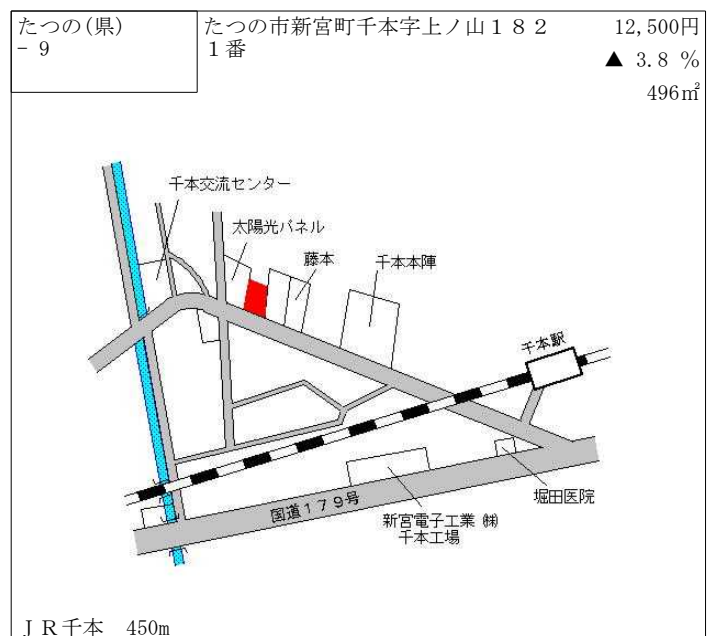 たつの(県)
- 9
たつの市新宮町千本字上ノ山１８２
１番
12,500円
▲ 3.8 %
496㎡
千本交流センター
太陽光パネル
藤本
千本本陣
千本駅
堀田医院
国道１７９号
新宮電子工業 ㈱
千本工場
ＪＲ千本 450m